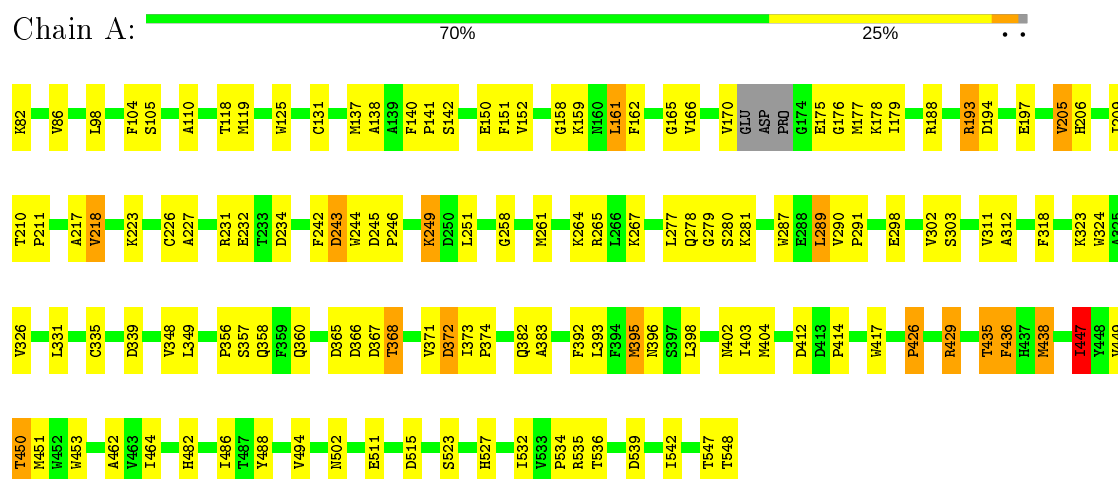 Chain A:
70% 25% • •
K82 V86 L98 F104 S105 A110 T118 M119 W125 C131 M137 A138 A139 F140 P141 S142 E150 F151 V152 G158 K159 N160 L161 F162 G165 V166 V170 GLU ASP PRO G174 E175 G176 M177 K178 I179 R188 R193 D194 E197 V205 H206 I209
T210 P211 A217 V218 K223 C226 A227 R231 E232 T233 D234 F242 D243 W244 D245 P246 K249 D250 L251 G258 M261 K264 R265 L266 K267 L277 Q278 G279 S280 K281 W287 E288 L289 V290 P291 E298 V302 S303 V311 A312 F318 K323 W324 A325
V326 L331 C335 D339 V348 L349 P356 S357 Q358 F359 Q360 D365 D366 D367 T368 V371 D372 I373 P374 Q382 A383 F392 L393 F394 M395 N396 S397 L398 N402 I403 M404 D412 D413 P414 W417 P426 R429 T435 F436 H437 M438 I447 Y448 V449
T450 M451 W452 W453 A462 V463 I464 H482 I486 T487 Y488 V494 N502 E511 D515 S523 H527 I532 V533 P534 R535 T536 D539 I542 T547 T548